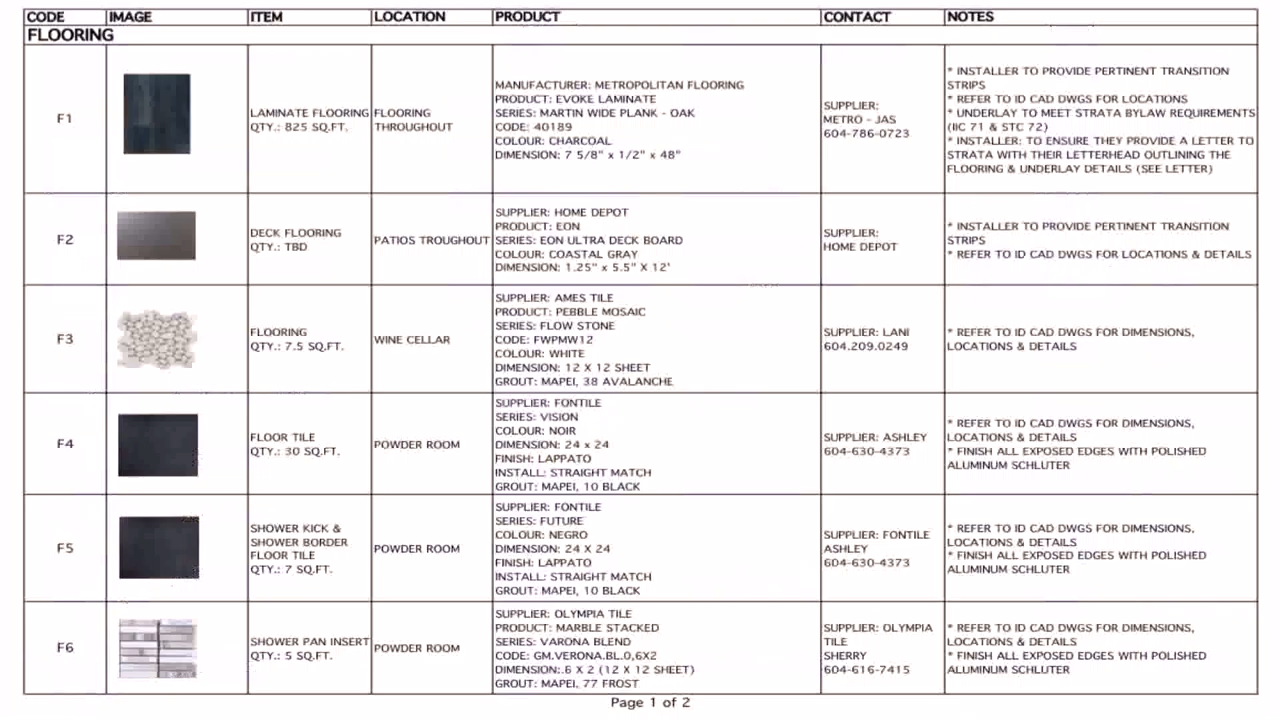 CODE IMAGE ITEM LOCATION PRODUCT CONTACT NOTES
FLOORING
F1
LAMINATE FLOORING
QTY.: 825 SQ.FT.
FLOORING
THROUGHOUT
MANUFACTURER: METROPOLITAN FLOORING
PRODUCT: EVOKE LAMINATE
SERIES: MARTIN WIDE PLANK - OAK
CODE: 40189
COLOUR: CHARCOAL
DIMENSION: 7 5/8" x 1/2" x 48"
SUPPLIER:
METRO - JAS
604-786-0723
* INSTALLER TO PROVIDE PERTINENT TRANSITION
STRIPS
* REFER TO ID CAD DWGS FOR LOCATIONS
* UNDERLAY TO MEET STRATA BYLAW REQUIREMENTS
(IIC 71 & STC 72)
* INSTALLER: TO ENSURE THEY PROVIDE A LETTER TO
STRATA WITH THEIR LETTERHEAD OUTLINING THE
FLOORING & UNDERLAY DETAILS (SEE LETTER)
F2
DECK FLOORING
QTY.: TBD
PATIOS TROUGHOUT
SUPPLIER: HOME DEPOT
PRODUCT: EON
SERIES: EON ULTRA DECK BOARD
COLOUR: COASTAL GRAY
DIMENSION: 1.25" x 5.5" X 12'
SUPPLIER:
HOME DEPOT
* INSTALLER TO PROVIDE PERTINENT TRANSITION
STRIPS
* REFER TO ID CAD DWGS FOR LOCATIONS & DETAILS
F3
FLOORING
QTY.: 7.5 SQ.FT.
WINE CELLAR
SUPPLIER: AMES TILE
PRODUCT: PEBBLE MOSAIC
SERIES: FLOW STONE
CODE: FWPMW12
COLOUR: WHITE
DIMENSION: 12 X 12 SHEET
GROUT: MAPEI, 38 AVALANCHE
SUPPLIER: LANI
604.209.0249
* REFER TO ID CAD DWGS FOR DIMENSIONS,
LOCATIONS & DETAILS
F4
FLOOR TILE
QTY.: 30 SQ.FT.
POWDER ROOM
SUPPLIER: FONTILE
SERIES: VISION
COLOUR: NOIR
DIMENSION: 24 x 24
FINISH: LAPPATO
INSTALL: STRAIGHT MATCH
GROUT: MAPEI, 10 BLACK
SUPPLIER: ASHLEY
604-630-4373
* REFER TO ID CAD DWGS FOR DIMENSIONS,
LOCATIONS & DETAILS
* FINISH ALL EXPOSED EDGES WITH POLISHED
ALUMINUM SCHLUTER
F5
SHOWER KICK &
SHOWER BORDER
FLOOR TILE
QTY.: 7 SQ.FT.
POWDER ROOM
SUPPLIER: FONTILE
SERIES: FUTURE
COLOUR: NEGRO
DIMENSION: 24 X 24
FINISH: LAPPATO
INSTALL: STRAIGHT MATCH
GROUT: MAPEI, 10 BLACK
SUPPLIER: FONTILE
ASHLEY
604-630-4373
* REFER TO ID CAD DWGS FOR DIMENSIONS,
LOCATIONS & DETAILS
* FINISH ALL EXPOSED EDGES WITH POLISHED
ALUMINUM SCHLUTER
F6
SHOWER PAN INSERT
QTY.: 5 SQ.FT.
POWDER ROOM
SUPPLIER: OLYMPIA TILE
PRODUCT: MARBLE STACKED
SERIES: VARONA BLEND
CODE: GM.VERONA.BL.0,6X2
DIMENSION:.6 X 2 (12 X 12 SHEET)
GROUT: MAPEI, 77 FROST
SUPPLIER: OLYMPIA
TILE
SHERRY
604-616-7415
* REFER TO ID CAD DWGS FOR DIMENSIONS,
LOCATIONS & DETAILS
* FINISH ALL EXPOSED EDGES WITH POLISHED
ALUMINUM SCHLUTER
Page 1 of 2